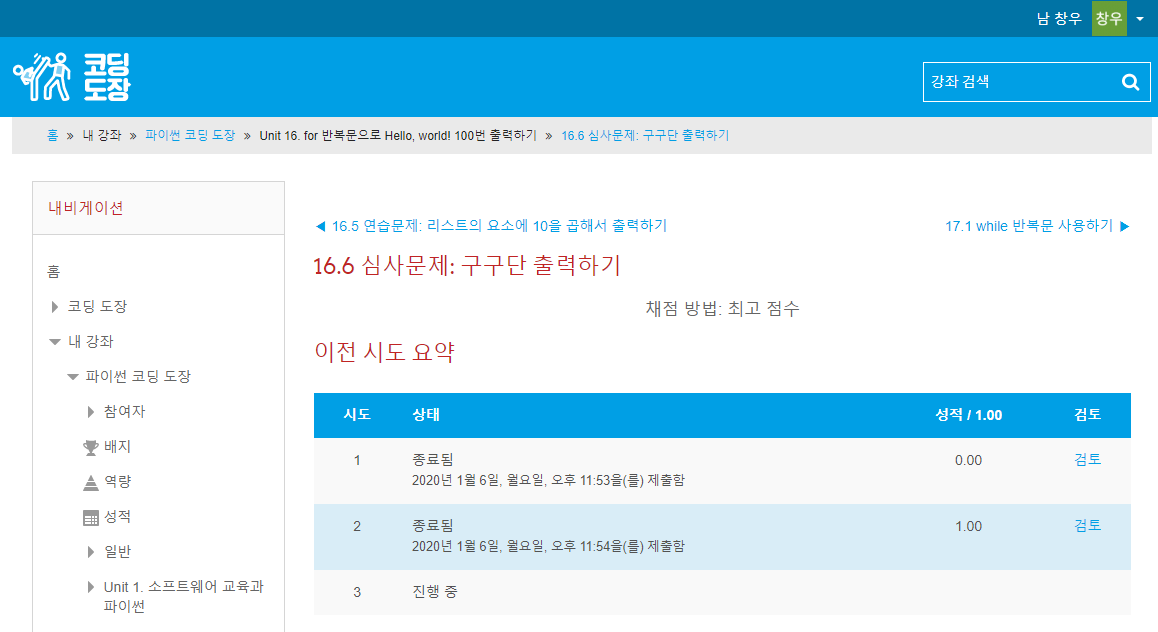 남 창우 창우
코딩
도장
강좌 검색
홈 » 내 강좌 » 파이썬 코딩 도장 » Unit 16. for 반복문으로 Hello, world! 100번 출력하기 » 16.6 심사문제: 구구단 출력하기
내비게이션
홈
코딩 도장
내 강좌
파이썬 코딩 도장
참여자
배지
역량
성적
일반
Unit 1. 소프트웨어 교육과
파이썬
◀ 16.5 연습문제: 리스트의 요소에 10을 곱해서 출력하기
17.1 while 반복문 사용하기 ▶
16.6 심사문제: 구구단 출력하기
채점 방법: 최고 점수
이전 시도 요약
시도 상태 성적 / 1.00 검토
1 종료됨 0.00 검토
2020년 1월 6일, 월요일, 오후 11:53을(를) 제출함
2 종료됨 1.00 검토
2020년 1월 6일, 월요일, 오후 11:54을(를) 제출함
3 진행 중